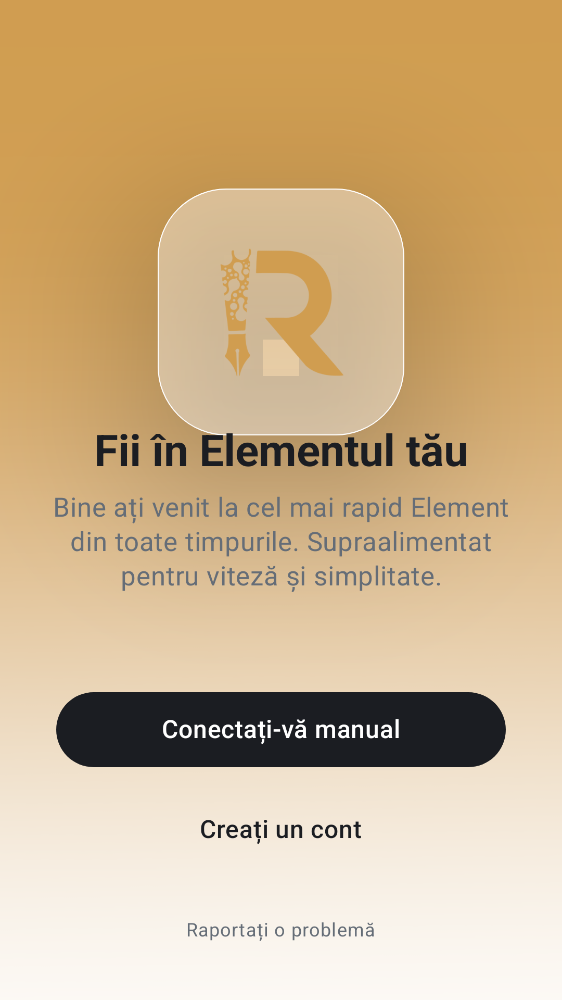 R
Fii în Elementul tău
Bine ați venit la cel mai rapid Element
din toate timpurile. Supraalimentat
pentru viteză și simplitate.
Conectați-vă manual
Creați un cont
Raportați o problemă